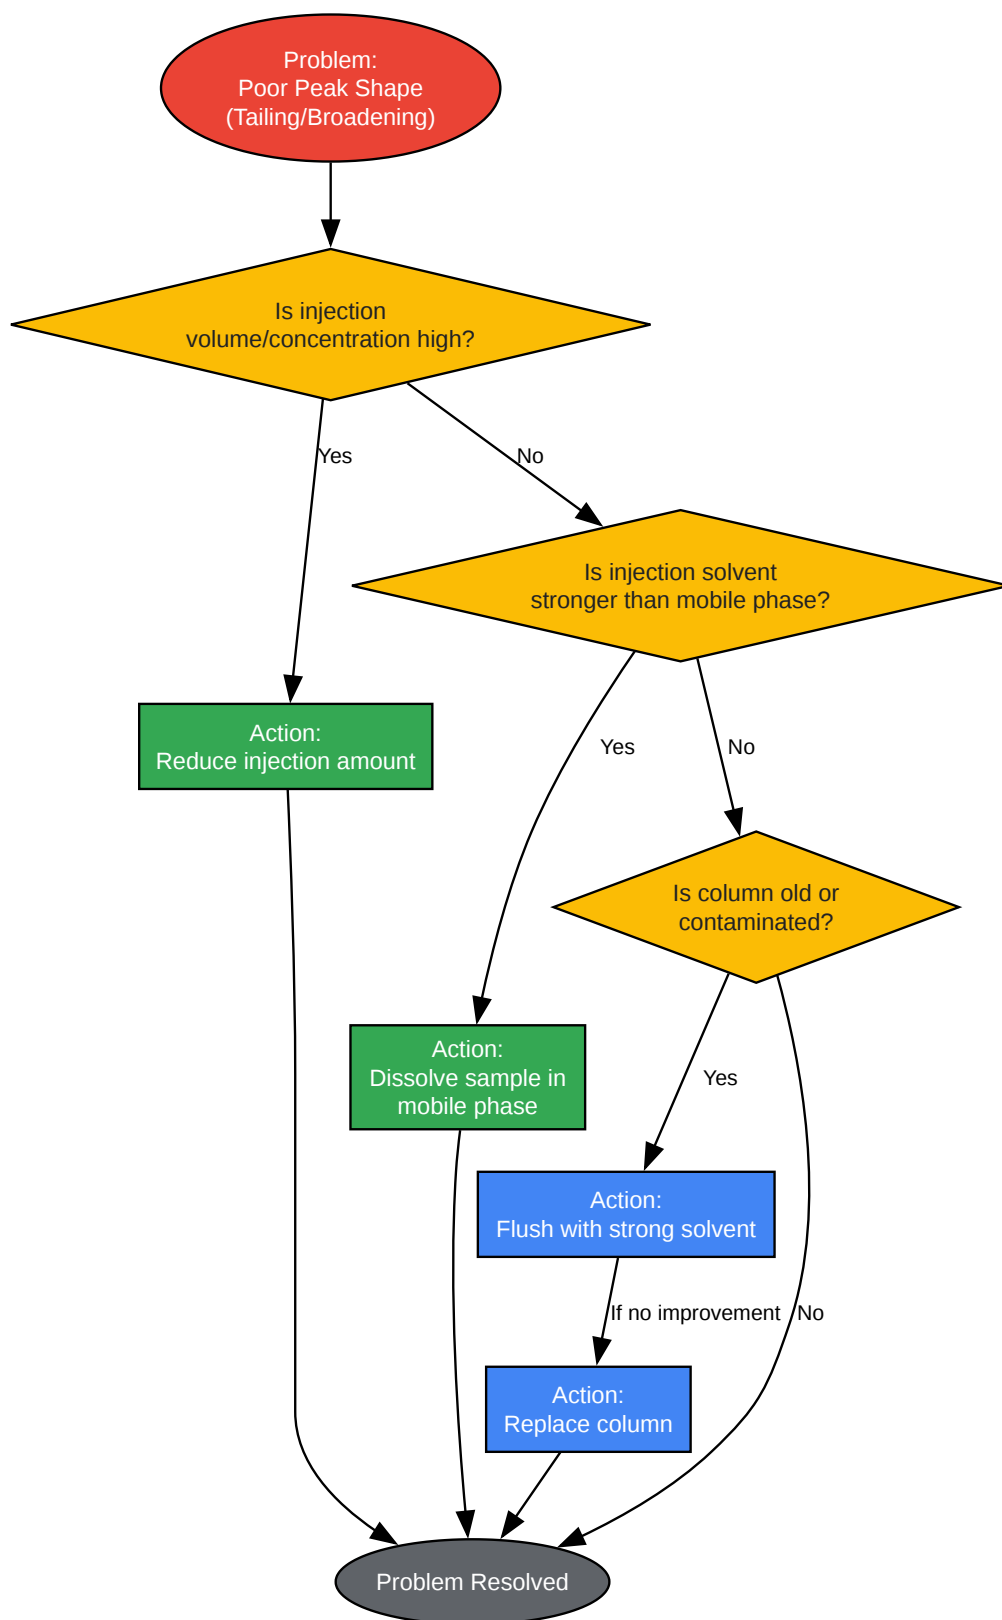 Problem:
Poor Peak Shape
(Tailing/Broadening)
Is injection
volume/concentration high?
Yes
No
Is injection solvent
stronger than mobile phase?
Action:
Reduce injection amount
Yes
No
Is column old or
contaminated?
Action:
Dissolve sample in
mobile phase
Yes
Action:
Flush with strong solvent
If no improvement
No
Action:
Replace column
Problem Resolved